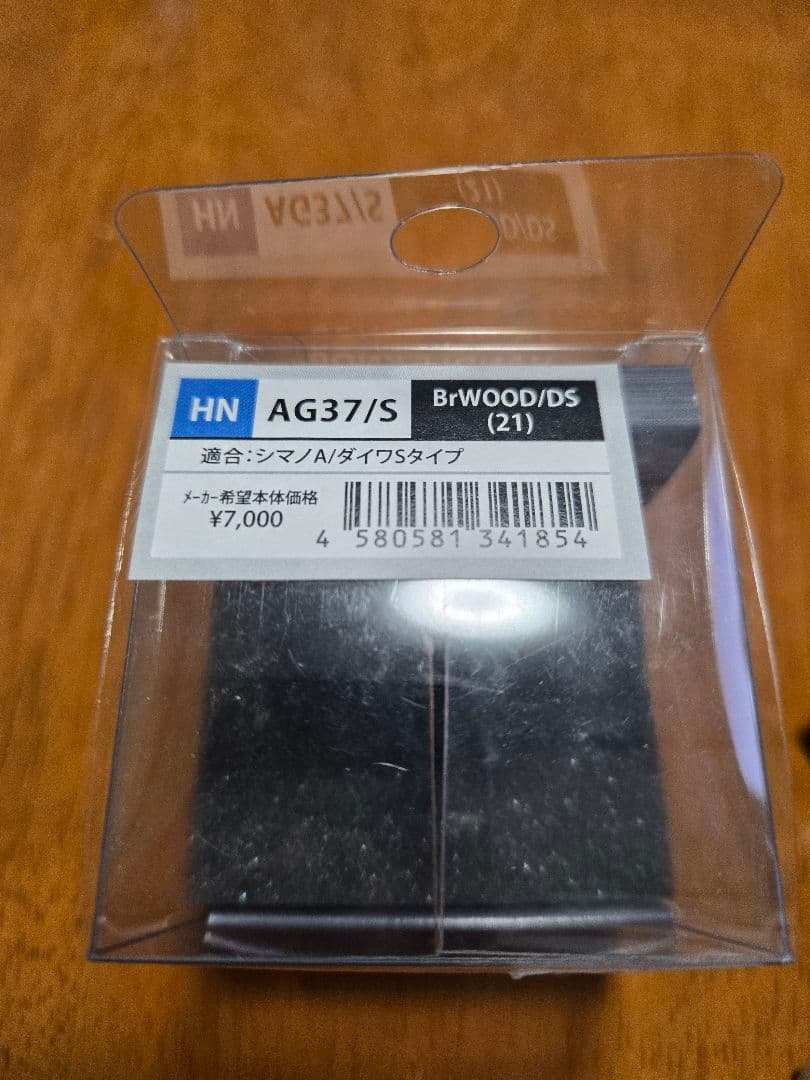 HN AG37/S BrWOOD/DS
(21)
適合:シマノA/ダイワSタイプ
ﾒｰｶｰ希望本体価格
¥7,000
4 580581 341854